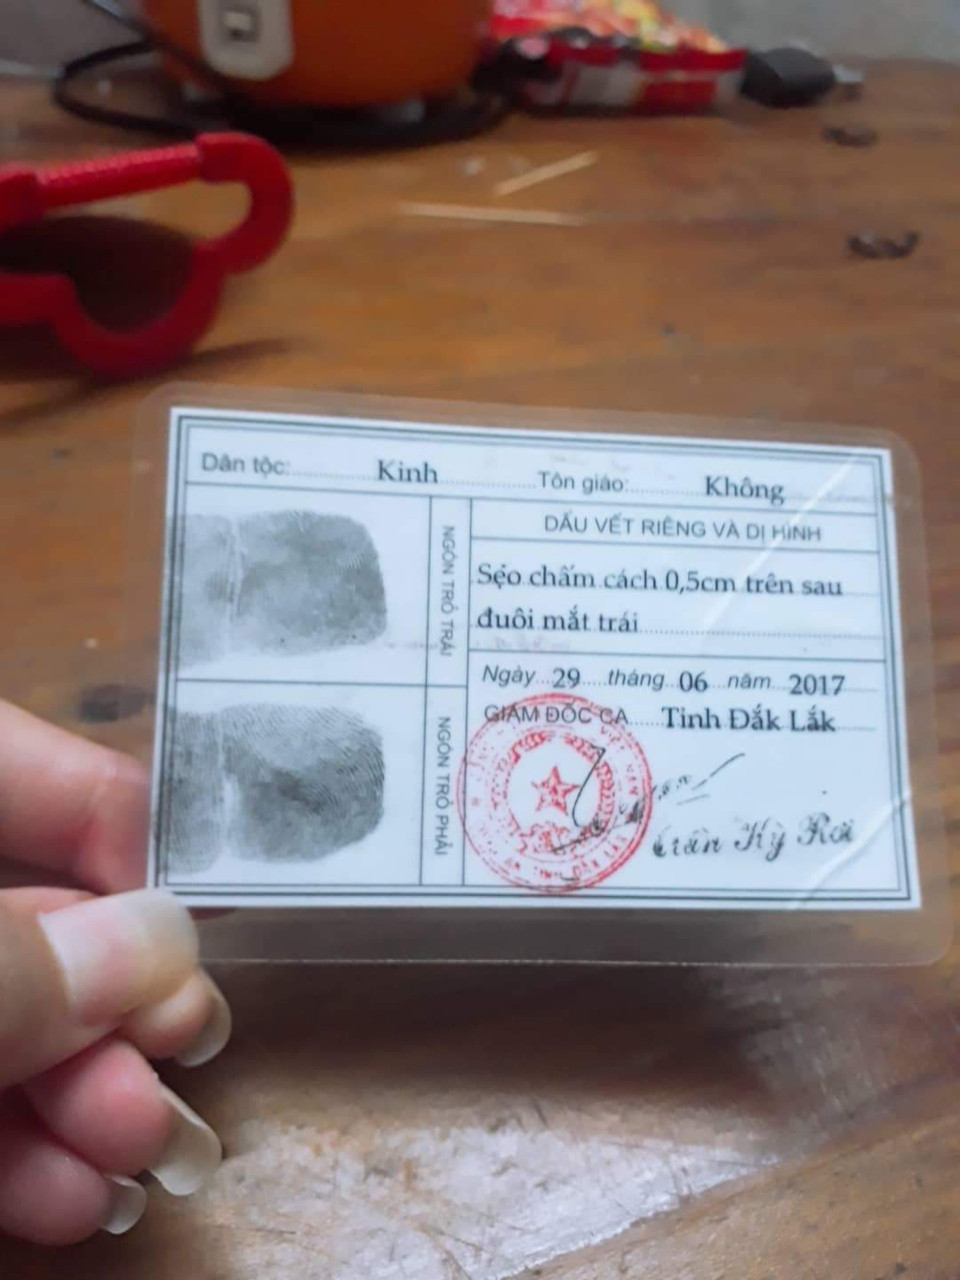 Dân tộc: Kinh Tôn giáo: Không
NGÓN TRỎ TRÁI
DẤU VẾT RIÊNG VÀ DỊ HÌNH
Sẹo chấm cách 0,5cm trên sau
đuôi mắt trái
Ngày 29 tháng 06 năm 2017
NGÓN TRỎ PHẢI
GIÁM ĐỐC CA Tỉnh Đắk Lắk
Trần Kỳ Rơi